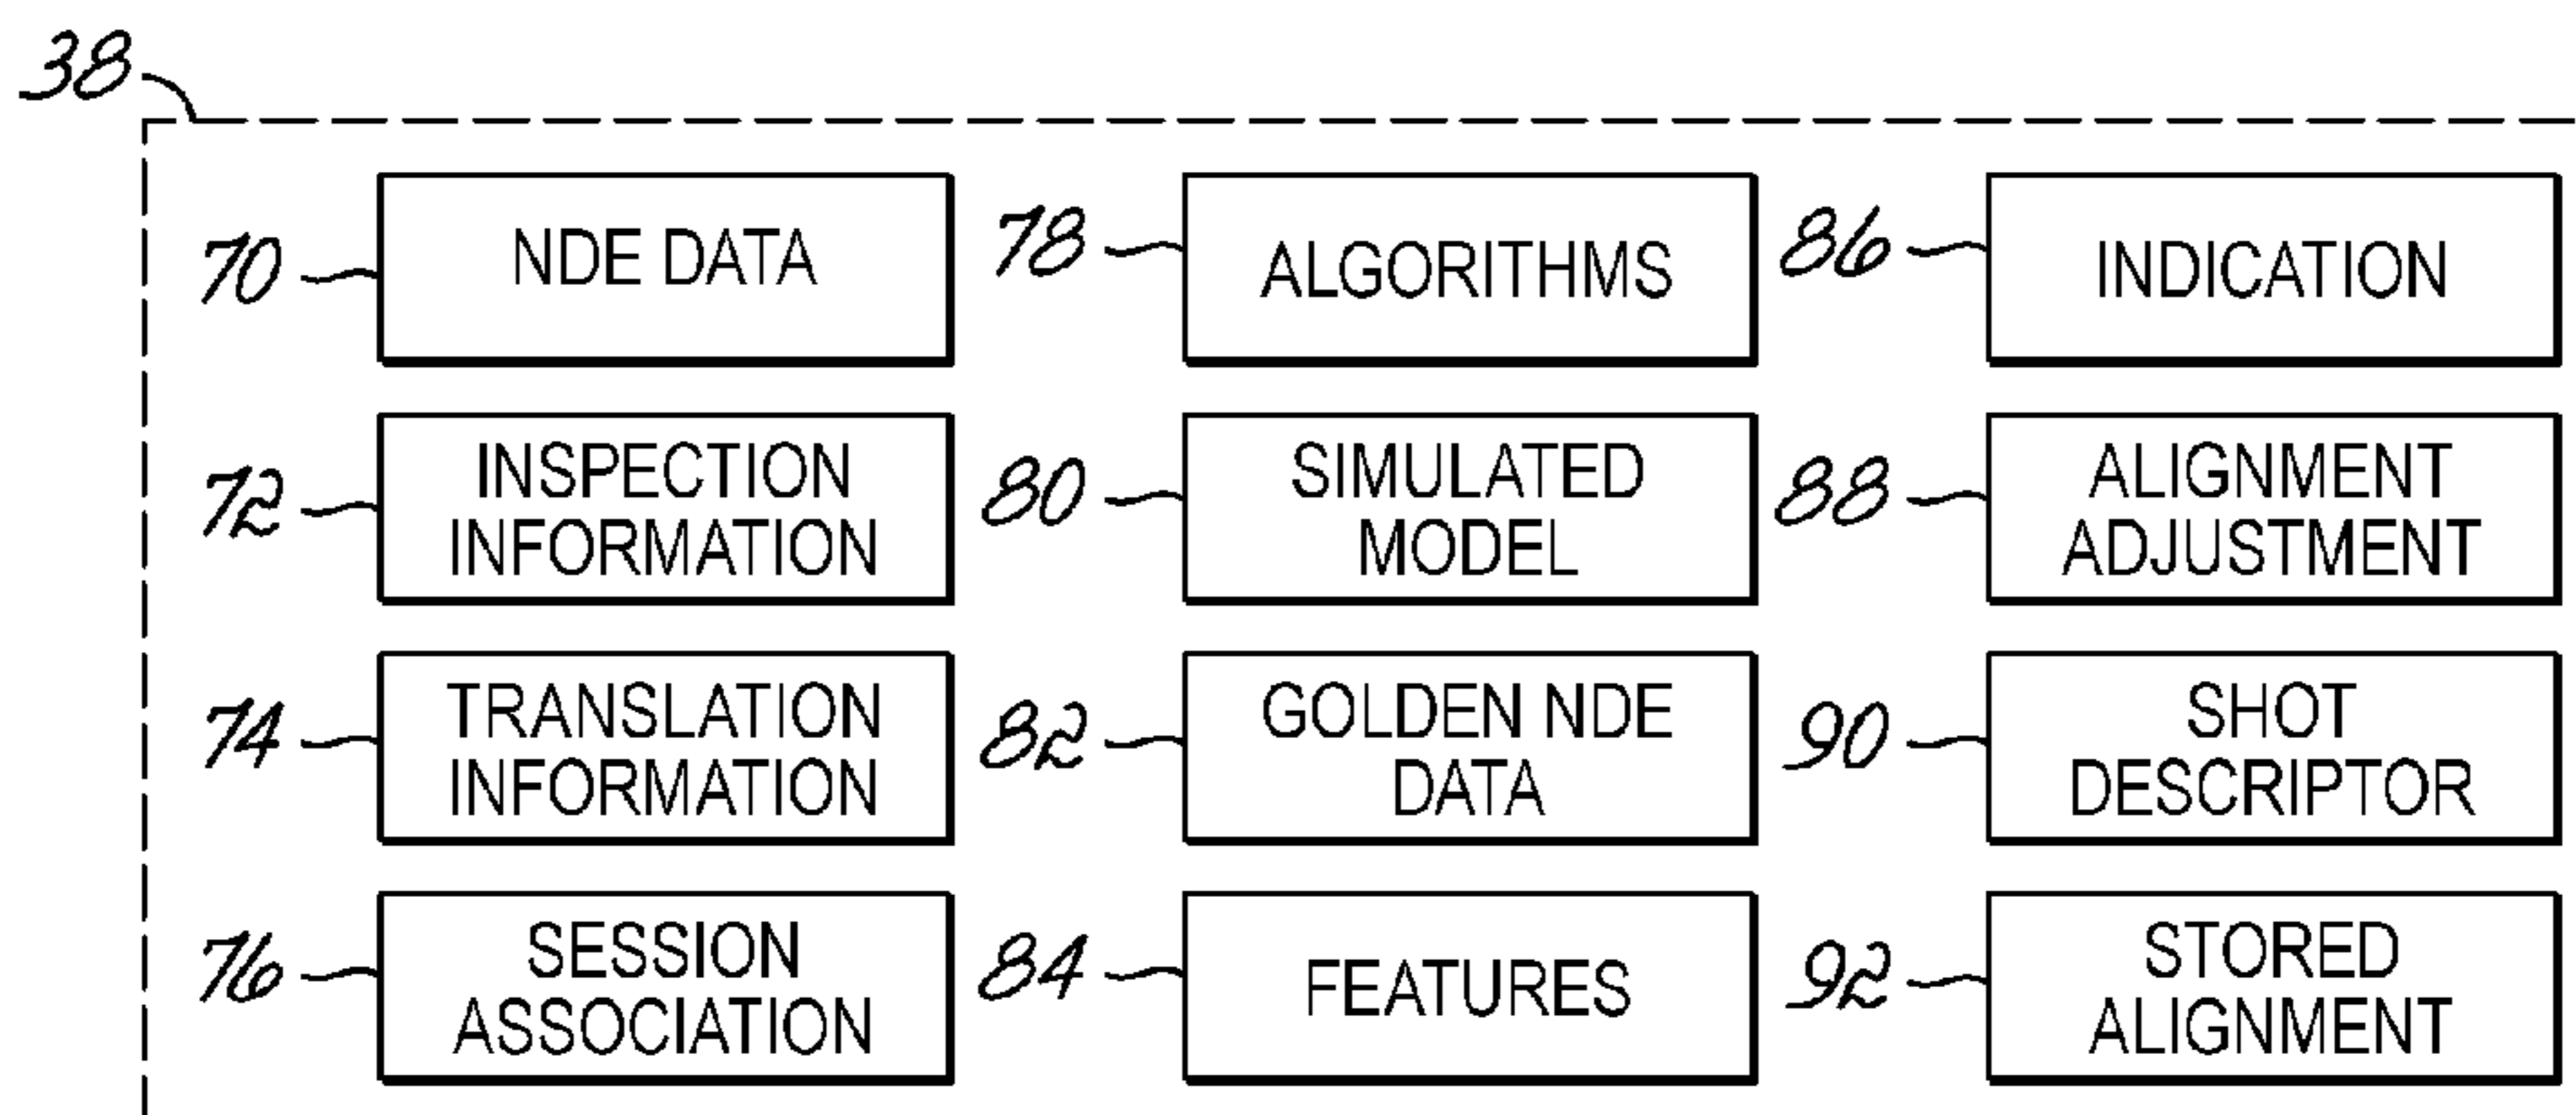 38
70
NDE DATA
78
ALGORITHMS
86
INDICATION
72
INSPECTION
INFORMATION
80
SIMULATED
MODEL
88
ALIGNMENT
ADJUSTMENT
74
TRANSLATION
INFORMATION
82
GOLDEN NDE
DATA
90
SHOT
DESCRIPTOR
76
SESSION
ASSOCIATION
84
FEATURES
92
STORED
ALIGNMENT